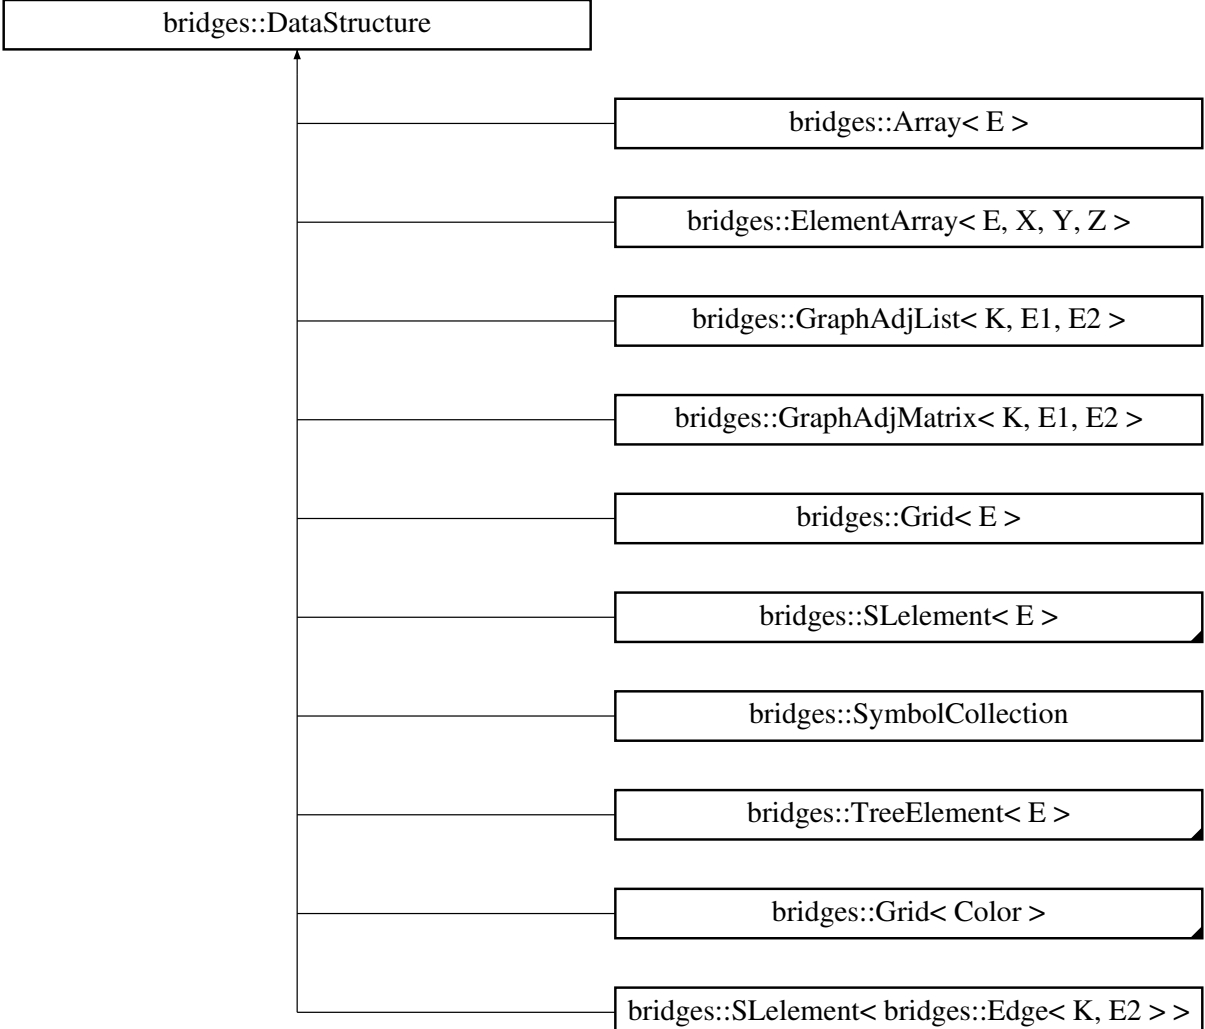 bridges::DataStructure
bridges::Array< E >
bridges::ElementArray< E, X, Y, Z >
bridges::GraphAdjList< K, E1, E2 >
bridges::GraphAdjMatrix< K, E1, E2 >
bridges::Grid< E >
bridges::SLelement< E >
bridges::SymbolCollection
bridges::TreeElement< E >
bridges::Grid< Color >
bridges::SLelement< bridges::Edge< K, E2 > >